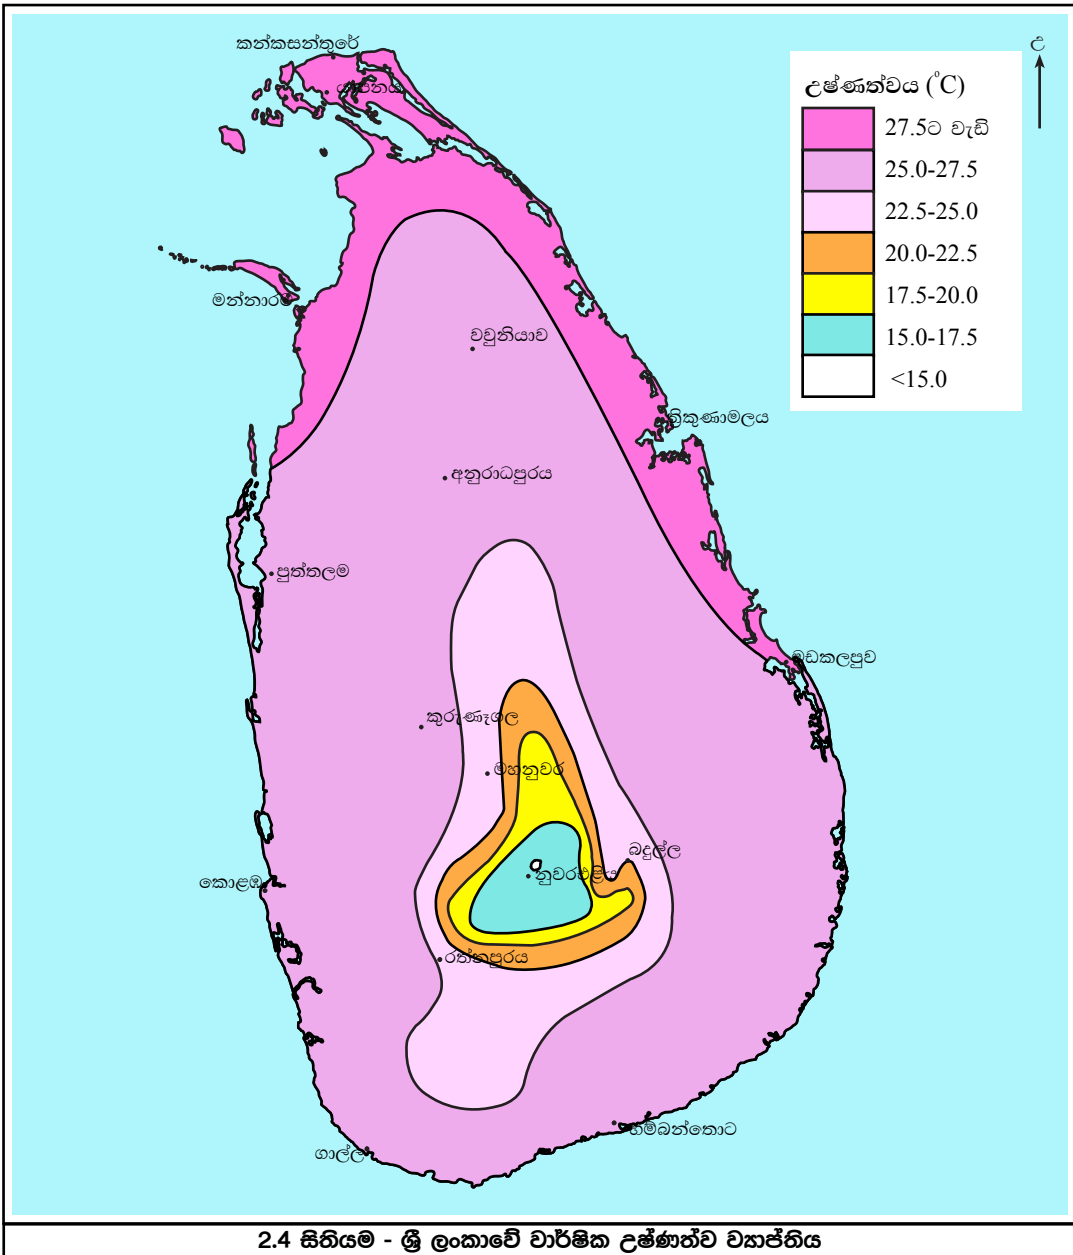 කන්කසන්තුරේ
උ
යාපනය
උෂ්ණත්වය (°C)
27.5ට වැඩි
25.0-27.5
22.5-25.0
20.0-22.5
17.5-20.0
15.0-17.5
<15.0
මන්නාරම
වවුනියාව
ත්‍රිකුණාමලය
අනුරාධපුරය
පුත්තලම
මඩකලපුව
කුරුණෑගල
මහනුවර
බදුල්ල
නුවරඑළිය
කොළඹ
රත්නපුරය
හම්බන්තොට
ගාල්ල
2.4 සිතියම - ශ්‍රී ලංකාවේ වාර්ෂික උෂ්ණත්ව ව්‍යාප්තිය